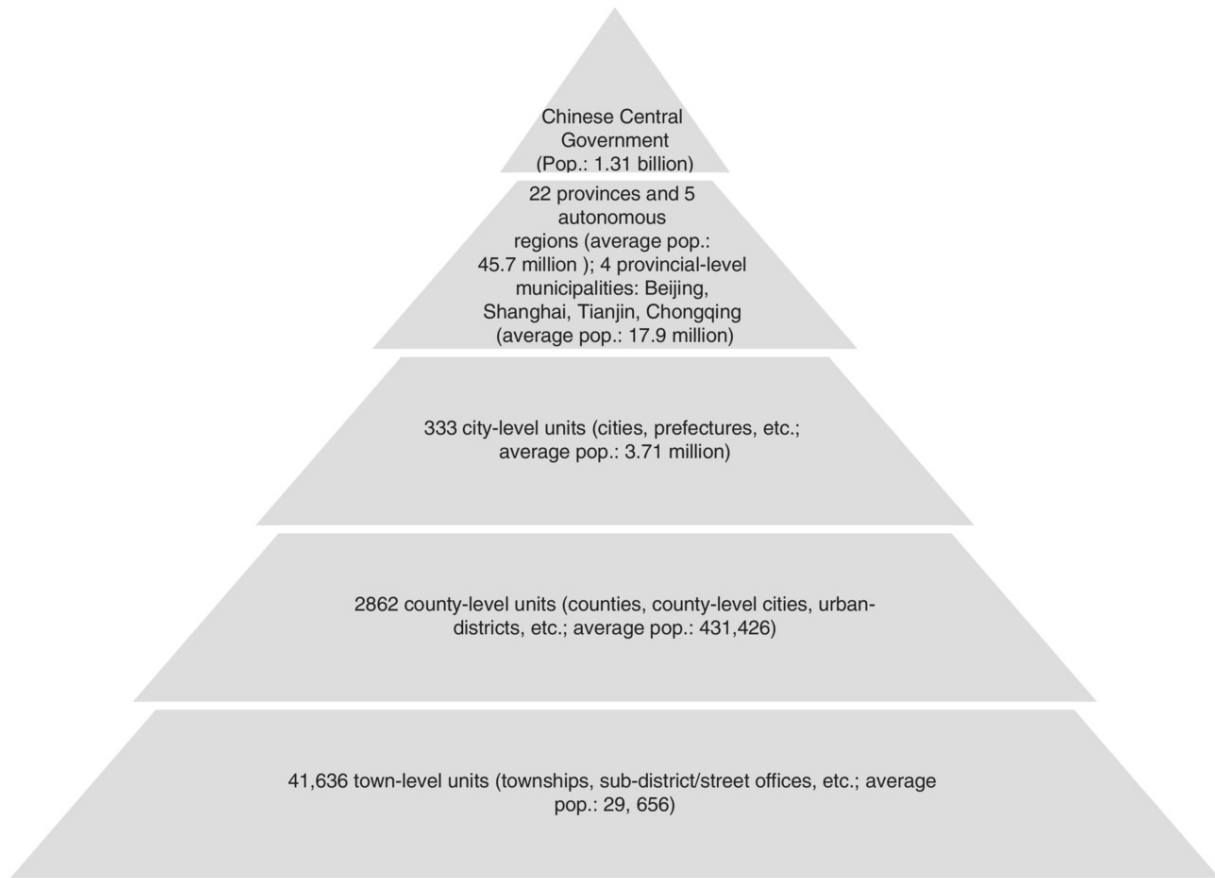 Chinese Central
Government
(Pop.: 1.31 billion)
22 provinces and 5
autonomous
regions (average pop.:
45.7 million ); 4 provincial-level
municipalities: Beijing,
Shanghai, Tianjin, Chongqing
(average pop.: 17.9 million)
333 city-level units (cities, prefectures, etc.;
average pop.: 3.71 million)
2862 county-level units (counties, county-level cities, urban-
districts, etc.; average pop.: 431,426)
41,636 town-level units (townships, sub-district/street offices, etc.; average
pop.: 29, 656)